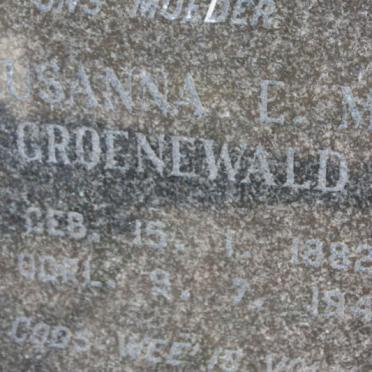 ONS MOEDER
USANNA E. M
GROENEWALD
GEB. 15. 1. 1882
OORL. 9. 7. 194
GODS WEG IS